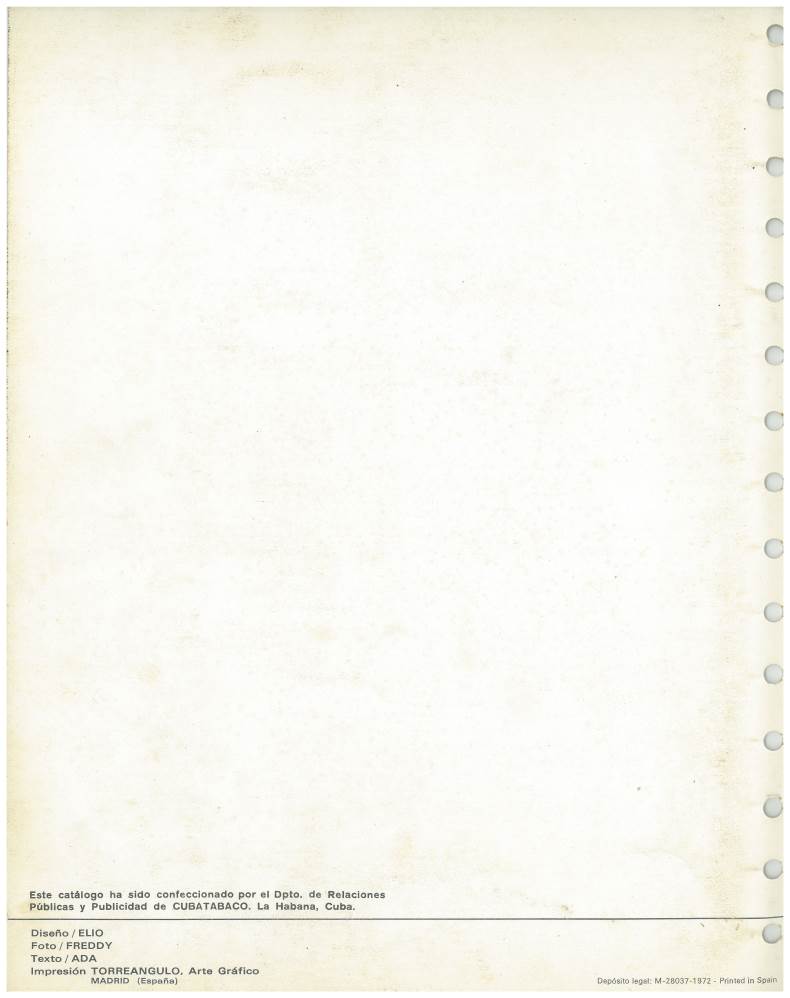 Este catálogo ha sido confeccionado por el Dpto. de Relaciones
Públicas y Publicidad de CUBATABACO. La Habana, Cuba.
Diseño / ELIO
Foto / FREDDY
Texto / ADA
Impresión TORREANGULO, Arte Gráfico
MADRID (España)
Depósito legal: M-28037-1972 - Printed in Spain